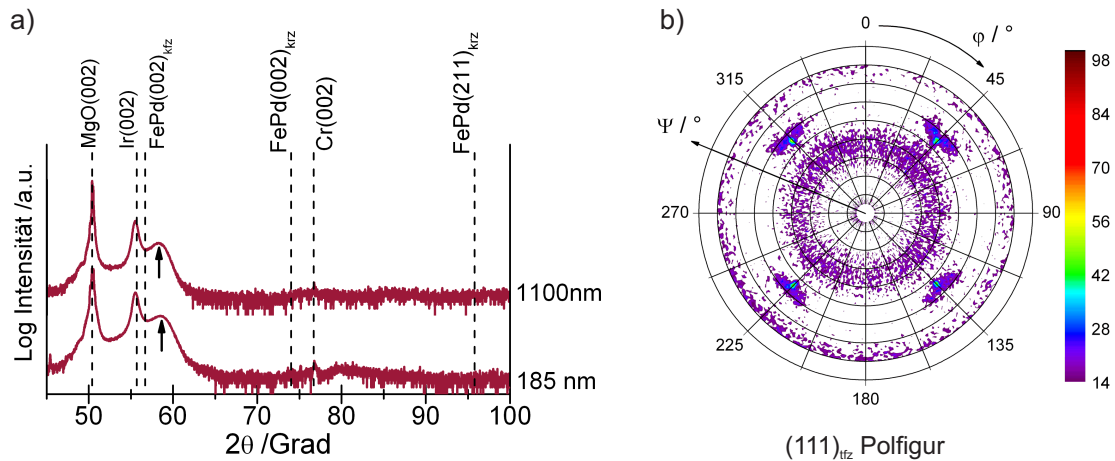 a)
MgO(002)
Ir(002)
FePd(002)kfz
FePd(002)krz
Cr(002)
FePd(211)krz
Log Intensität /a.u.
1100nm
185 nm
50 60 70 80 90 100
2θ /Grad
b)
0
φ / °
45
90
135
180
225
270
315
Ψ / °
98
84
70
56
42
28
14
(111)tfz Polfigur